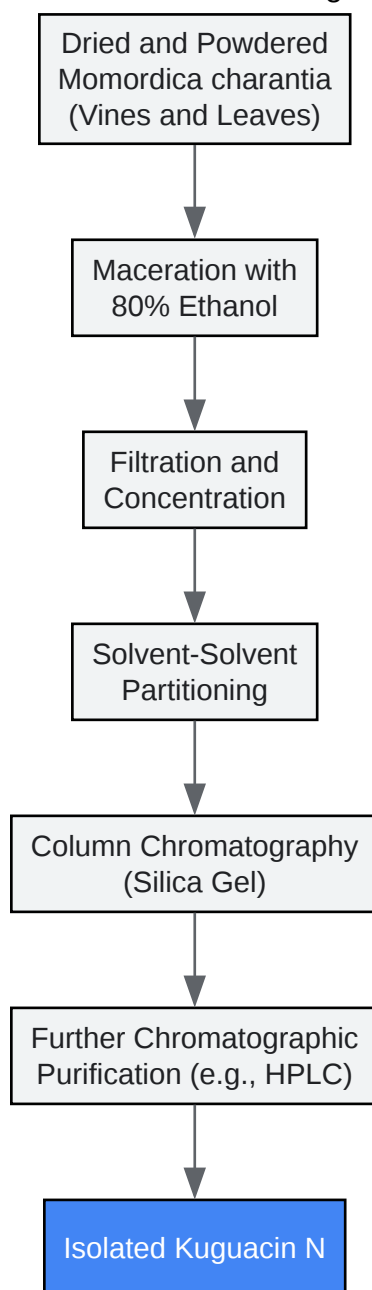 Dried and Powdered
Momordica charantia
(Vines and Leaves)
Maceration with
80% Ethanol
Filtration and
Concentration
Solvent-Solvent
Partitioning
Column Chromatography
(Silica Gel)
Further Chromatographic
Purification (e.g., HPLC)
Isolated Kuguacin N